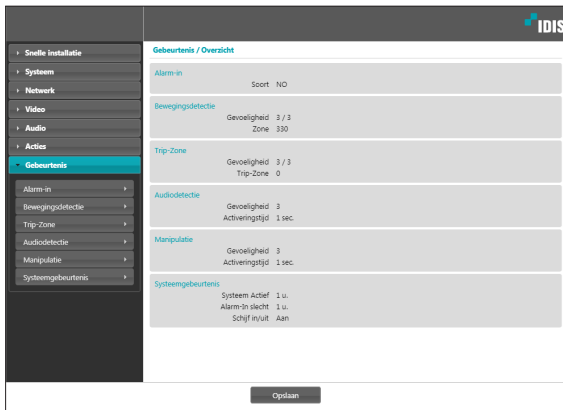 IDIS
Snelle installatie
Systeem
Netwerk
Video
Audio
Acties
Gebeurtenis
Alarm-in
Bewegingsdetectie
Trip-Zone
Audiodetectie
Manipulatie
Systeemgebeurtenis
Gebeurtenis / Overzicht
Alarm-in
Soort NO
Bewegingsdetectie
Gevoeligheid 3 / 3
Zone 330
Trip-Zone
Gevoeligheid 3 / 3
Trip-Zone 0
Audiodetectie
Gevoeligheid 3
Activeringstijd 1 sec.
Manipulatie
Gevoeligheid 3
Activeringstijd 1 sec.
Systeemgebeurtenis
Systeem Actief 1 u.
Alarm-In slecht 1 u.
Schijf in/uit Aan
Opslaan